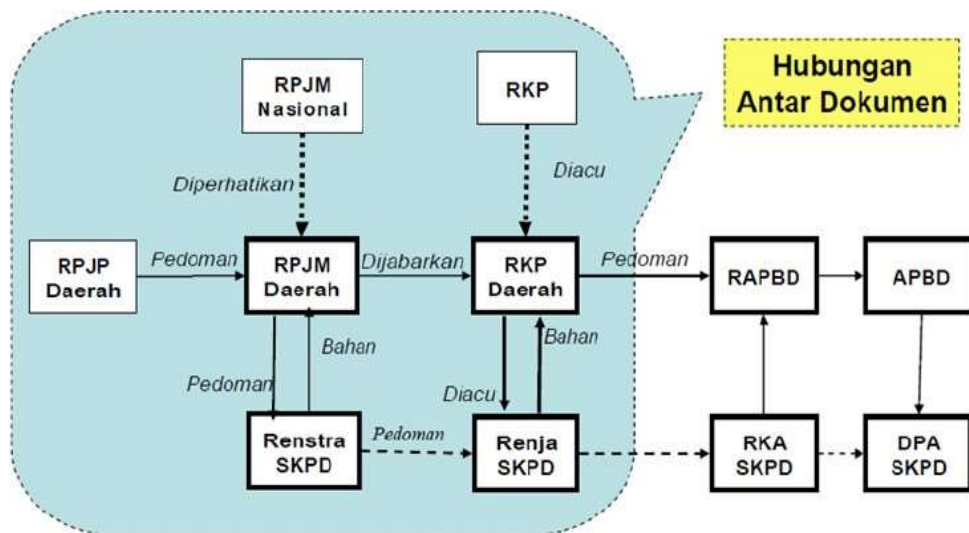 Hubungan
Antar Dokumen
RPJM
Nasional
RKP
Diperhatikan
Diacu
RPJP
Daerah
Pedoman
RPJM
Daerah
Dijabarkan
RKP
Daerah
Pedoman
RAPBD
APBD
Pedoman
Bahan
Diacu
Bahan
Renstra
SKPD
Pedoman
Renja
SKPD
RKA
SKPD
DPA
SKPD